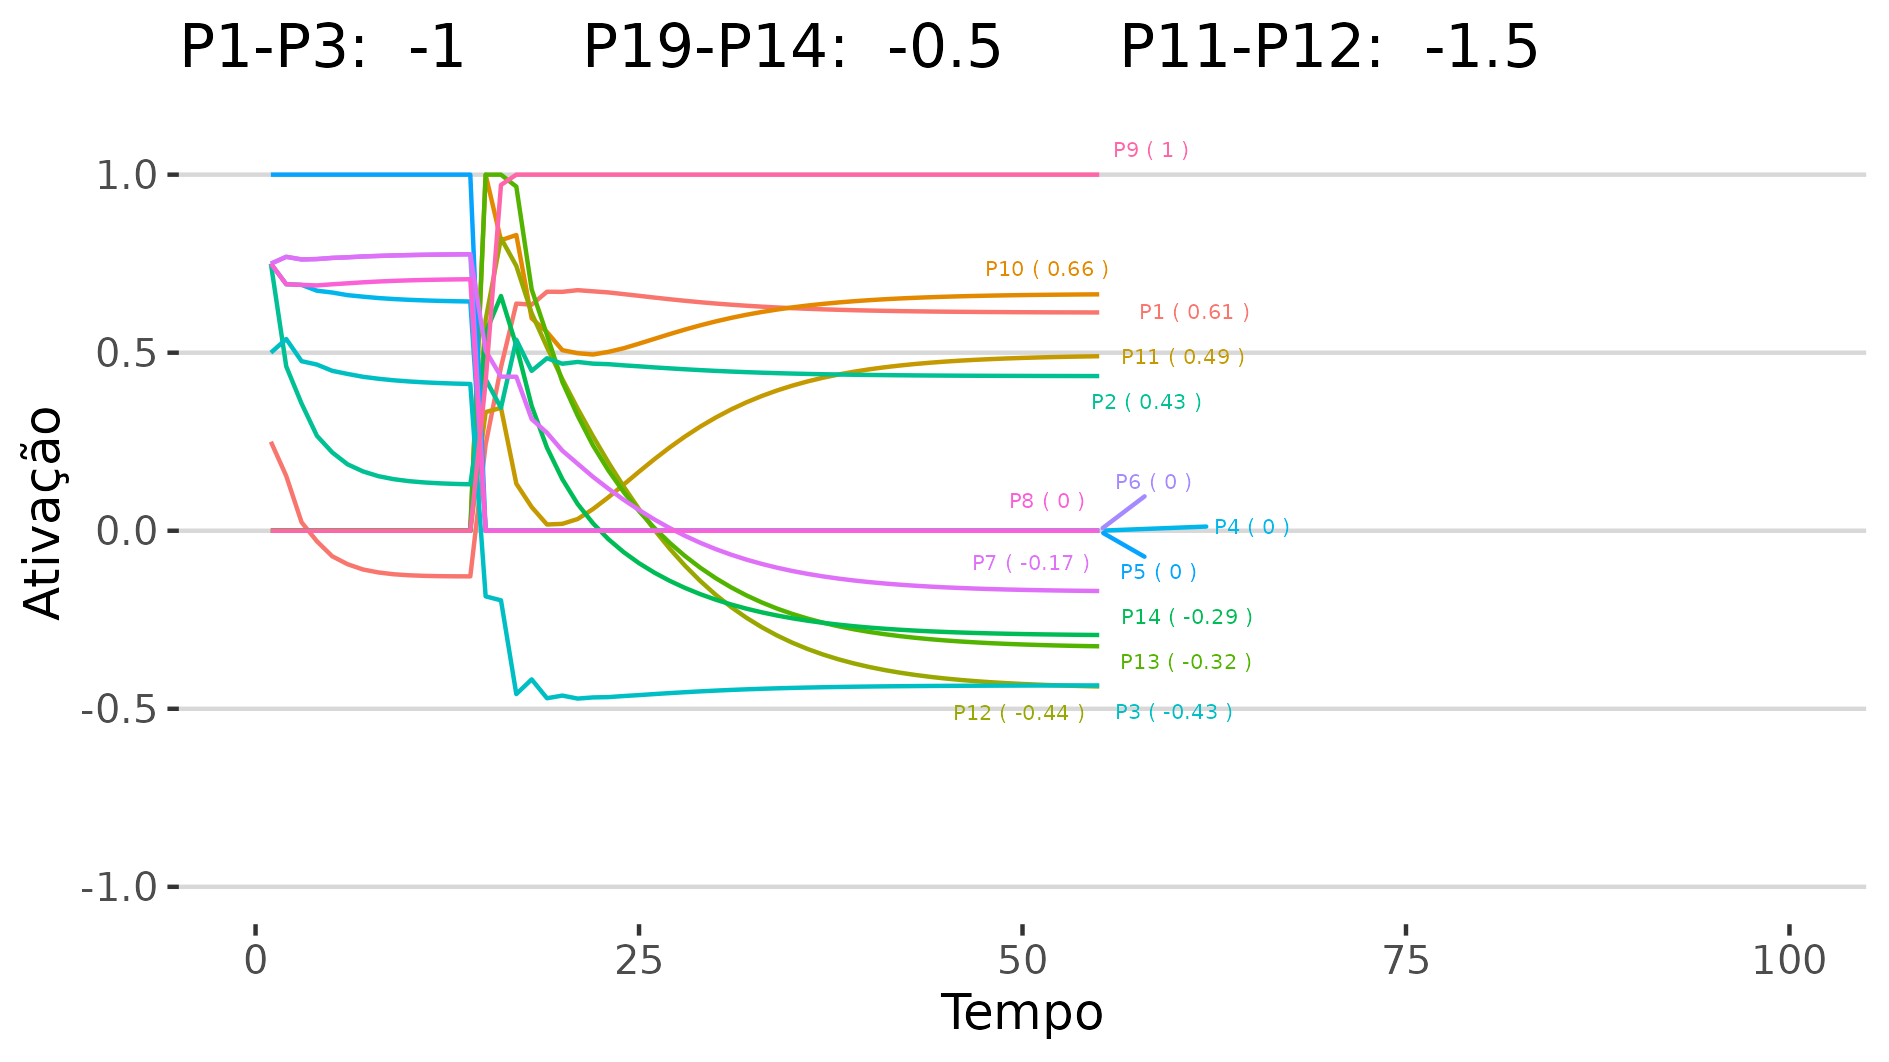 P1-P3: -1 P19-P14: -0.5 P11-P12: -1.5
P9 ( 1 )
1.0
P10 ( 0.66 )
P1 ( 0.61 )
0.5
P11 ( 0.49 )
P2 ( 0.43 )
P6 ( 0 )
P8 ( 0 )
0.0
P4 ( 0 )
P7 ( -0.17 )
P5 ( 0 )
P14 ( -0.29 )
P13 ( -0.32 )
-0.5
P12 ( -0.44 )
P3 ( -0.43 )
-1.0
Ativação
0 25 50 75 100
Tempo